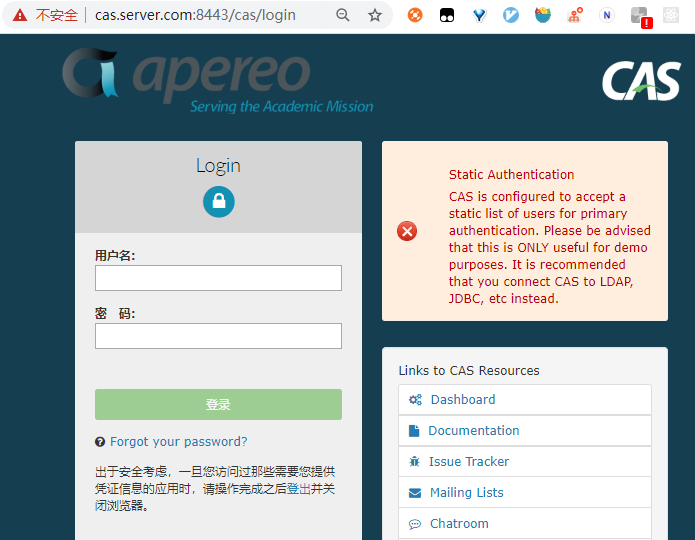 不安全 | cas.server.com:8443/cas/login
apereo
Serving the Academic Mission
CAS
Login
用户名:
密 码:
登录
Forgot your password?
出于安全考虑，一旦您访问过那些需要您提供
凭证信息的应用时，请操作完成之后登出并关
闭浏览器。
Static Authentication
CAS is configured to accept a
static list of users for primary
authentication. Please be advised
that this is ONLY useful for demo
purposes. It is recommended
that you connect CAS to LDAP,
JDBC, etc instead.
Links to CAS Resources
Dashboard
Documentation
Issue Tracker
Mailing Lists
Chatroom